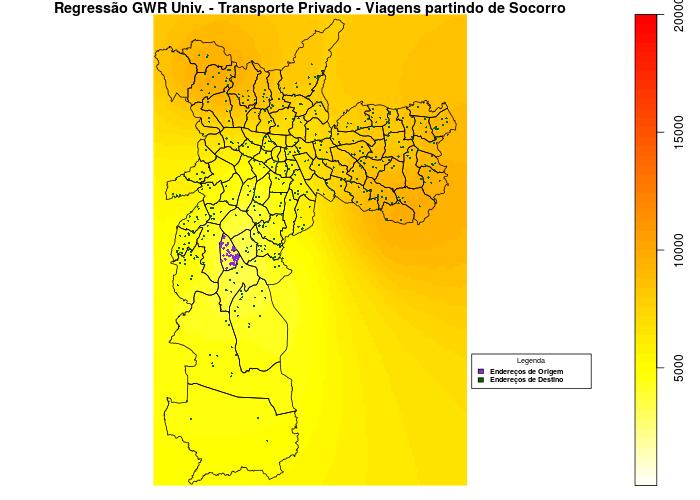 Regressão GWR Univ. - Transporte Privado - Viagens partindo de Socorro
20000
15000
10000
5000
Legenda
Endereços de Origem
Endereços de Destino